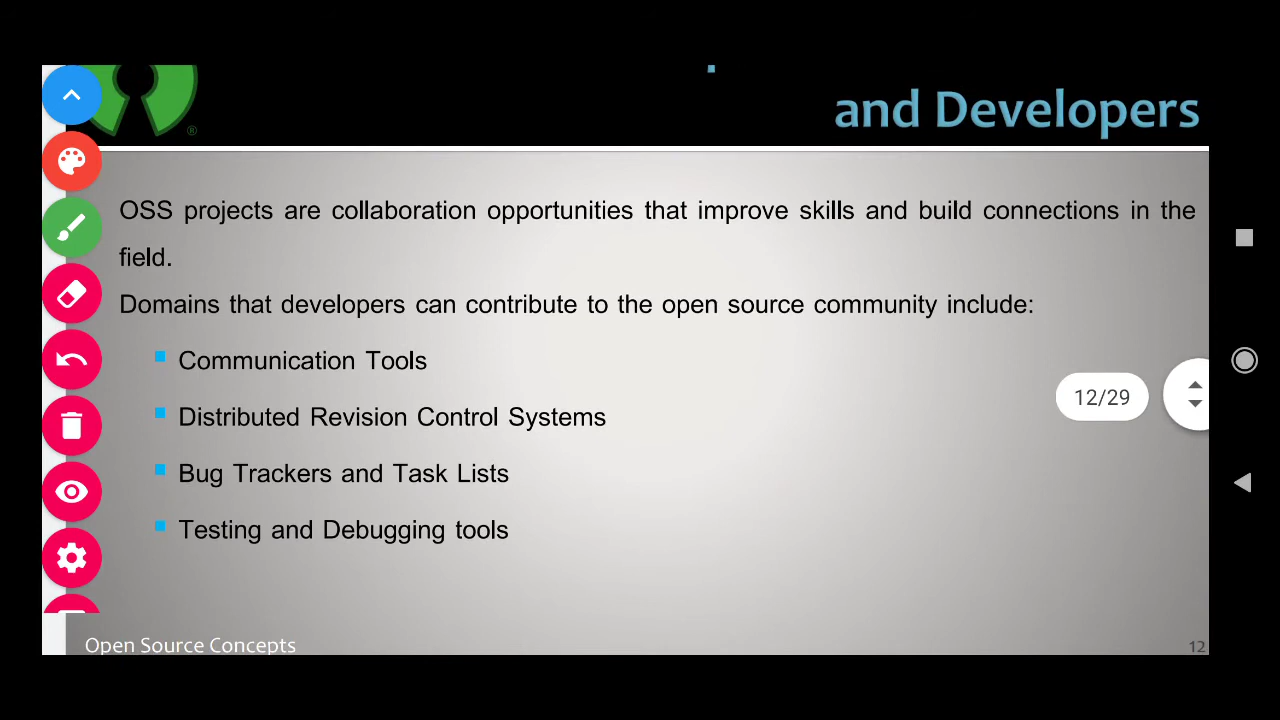 and Developers
®
OSS projects are collaboration opportunities that improve skills and build connections in the
field.
Domains that developers can contribute to the open source community include:
Communication Tools
Distributed Revision Control Systems
12/29
Bug Trackers and Task Lists
Testing and Debugging tools
Open Source Concepts
12